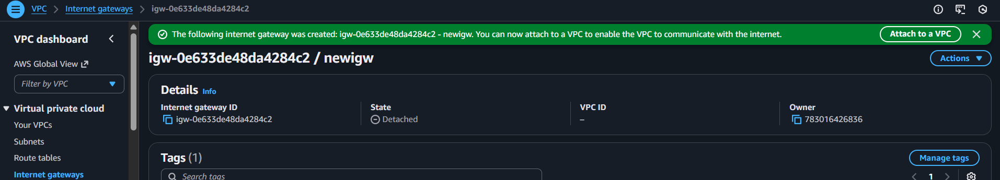 VPC > Internet gateways > igw-0e633de48da4284c2
VPC dashboard
AWS Global View
Filter by VPC
Virtual private cloud
Your VPCs
Subnets
Route tables
Internet gateways
The following internet gateway was created: igw-0e633de48da4284c2 - newigw. You can now attach to a VPC to enable the VPC to communicate with the internet.
Attach to a VPC
igw-0e633de48da4284c2 / newigw
Actions
Details Info
Internet gateway ID
igw-0e633de48da4284c2
State
Detached
VPC ID
–
Owner
783016426836
Tags (1)
Manage tags
Search tags
1